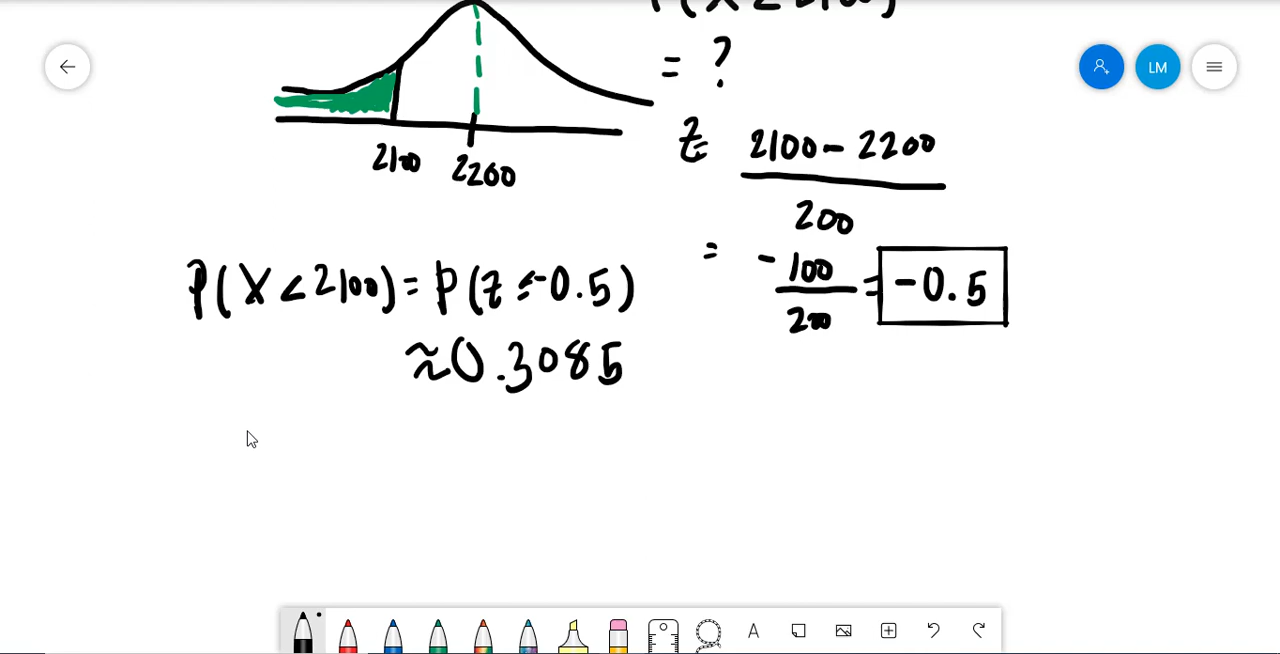 = ?
z = 2100 - 2200
200
2100 2200
= -100
200
= -0.5
P(X < 2100) = P(z ≤ -0.5)
≈ 0.3085
LM
A